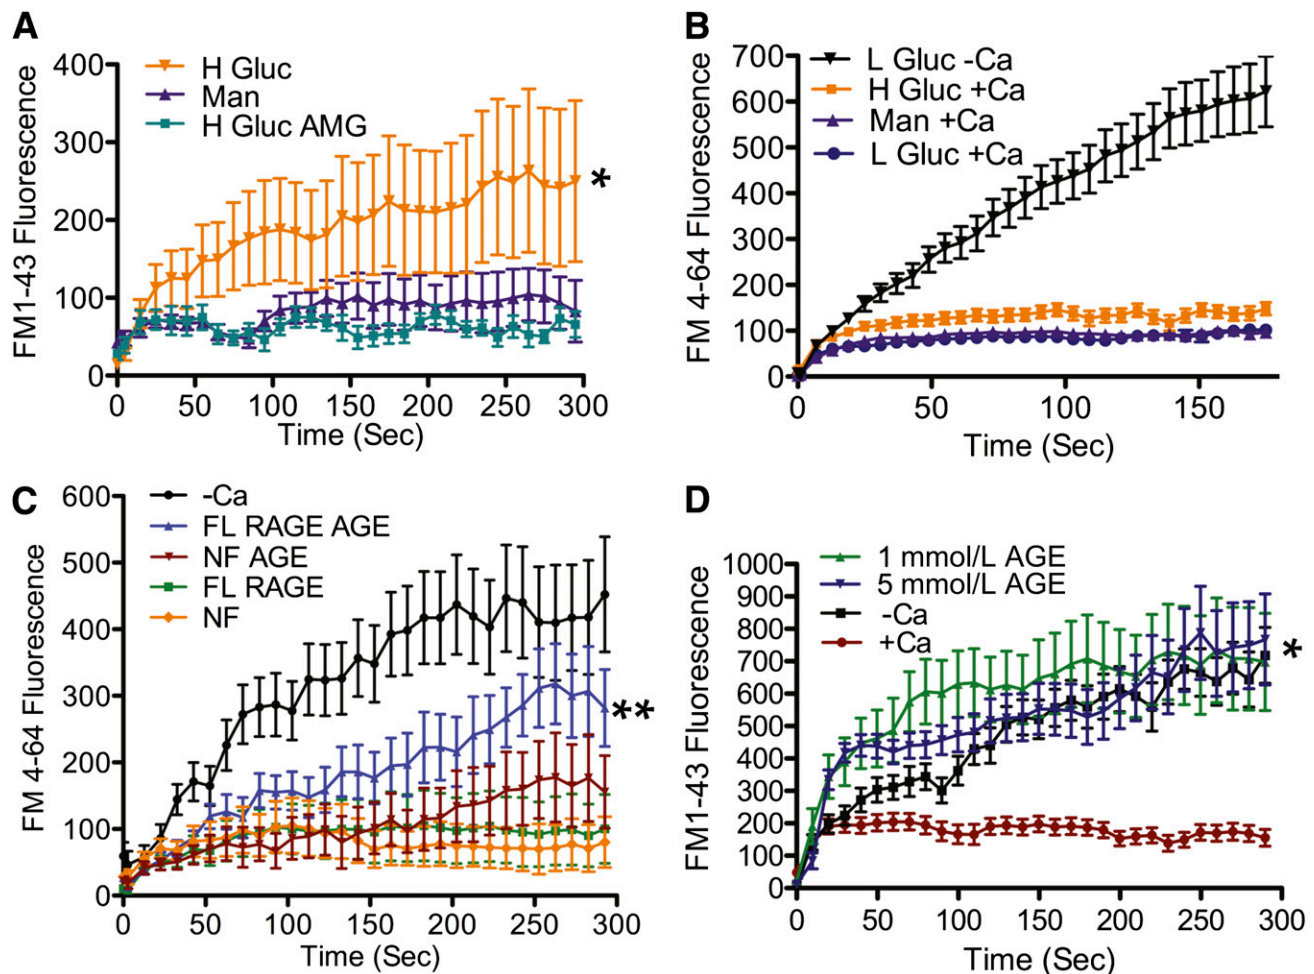 A
FM1-43 Fluorescence
400
300
200
100
0
H Gluc
Man
H Gluc AMG
*
0 50 100 150 200 250 300
Time (Sec)
B
FM 4-64 Fluorescence
700
600
500
400
300
200
100
0
L Gluc -Ca
H Gluc +Ca
Man +Ca
L Gluc +Ca
0 50 100 150
Time (Sec)
C
FM 4-64 Fluorescence
600
500
400
300
200
100
0
-Ca
FL RAGE AGE
NF AGE
FL RAGE
NF
**
0 50 100 150 200 250 300
Time (Sec)
D
FM1-43 Fluorescence
1000
900
800
700
600
500
400
300
200
100
0
1 mmol/L AGE
5 mmol/L AGE
-Ca
+Ca
*
0 50 100 150 200 250 300
Time (Sec)